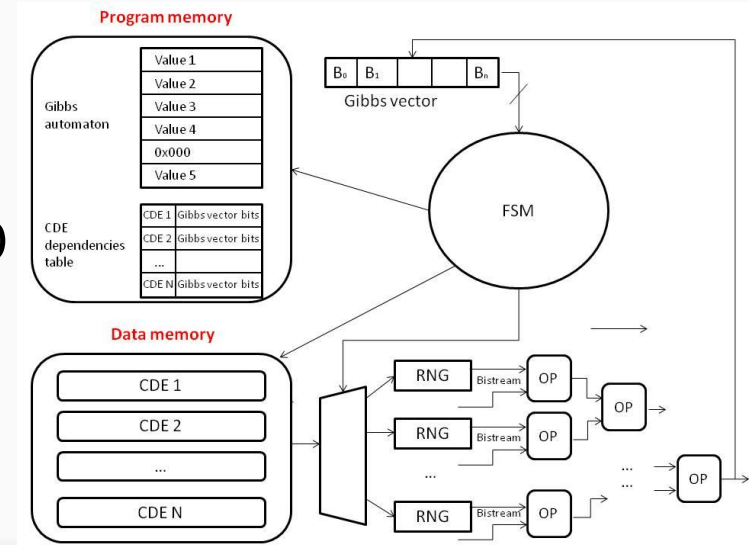 Program memory
Gibbs
automaton
Value 1
Value 2
Value 3
Value 4
0x000
Value 5
CDE
dependencies
table
CDE 1 Gibbs vector bits
CDE 2 Gibbs vector bits
...
CDE N Gibbs vector bits
B₀ B₁ Bₙ
Gibbs vector
FSM
Data memory
CDE 1
CDE 2
...
CDE N
RNG
Bistream
OP
RNG
Bistream
OP
OP
...
RNG
Bistream
OP
...
...
OP